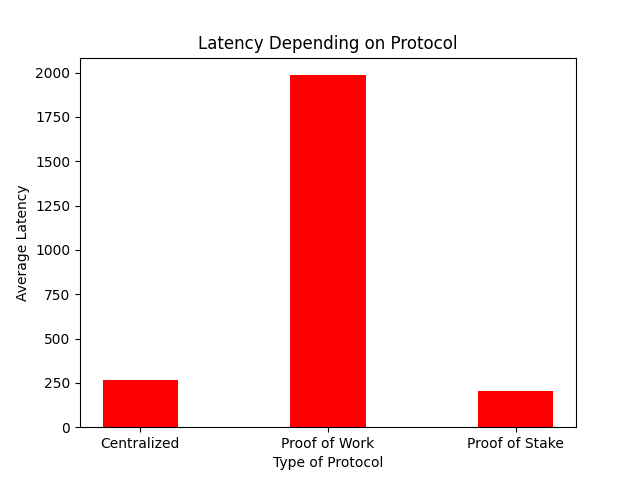 Latency Depending on Protocol
2000
1750
1500
1250
1000
750
500
250
0
Average Latency
Centralized
Proof of Work
Proof of Stake
Type of Protocol